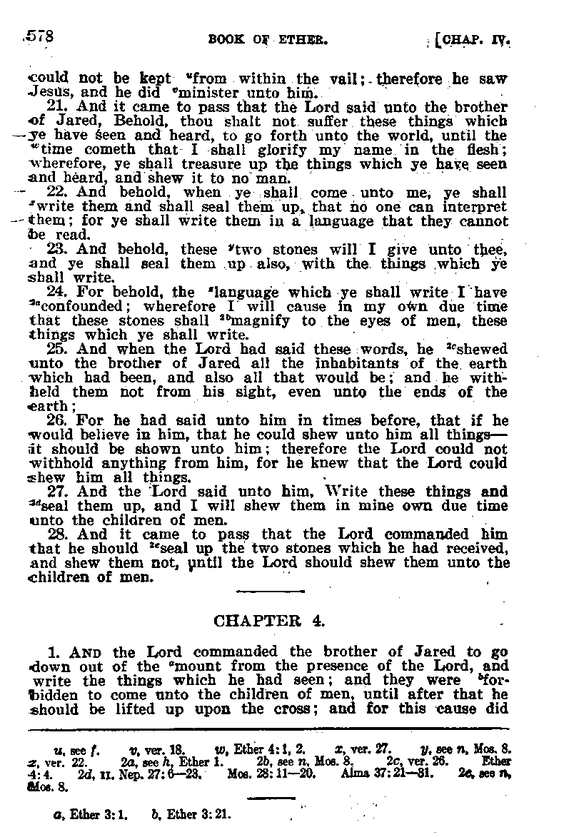 578 BOOK OF ETHER. [CHAP. IV.
could not be kept ᵘfrom within the vail; therefore he saw
Jesus, and he did ᵛminister unto him.
21. And it came to pass that the Lord said unto the brother
of Jared, Behold, thou shalt not suffer these things which
ye have seen and heard, to go forth unto the world, until the
ʷtime cometh that I shall glorify my name in the flesh;
wherefore, ye shall treasure up the things which ye have seen
and heard, and shew it to no man.
22. And behold, when ye shall come unto me, ye shall
ˣwrite them and shall seal them up, that no one can interpret
them; for ye shall write them in a language that they cannot
be read.
23. And behold, these ʸtwo stones will I give unto thee,
and ye shall seal them up also, with the things which ye
shall write.
24. For behold, the ᶻlanguage which ye shall write I have
²ᵃconfounded; wherefore I will cause in my own due time
that these stones shall ²ᵇmagnify to the eyes of men, these
things which ye shall write.
25. And when the Lord had said these words, he ²ᶜshewed
unto the brother of Jared all the inhabitants of the earth
which had been, and also all that would be; and he with-
held them not from his sight, even unto the ends of the
earth;
26. For he had said unto him in times before, that if he
would believe in him, that he could shew unto him all things—
it should be shown unto him; therefore the Lord could not
withhold anything from him, for he knew that the Lord could
shew him all things.
27. And the Lord said unto him, Write these things and
²ᵈseal them up, and I will shew them in mine own due time
unto the children of men.
28. And it came to pass that the Lord commanded him
that he should ²ᵉseal up the two stones which he had received,
and shew them not, until the Lord should shew them unto the
children of men.
CHAPTER 4.
1. AND the Lord commanded the brother of Jared to go
down out of the ᵃmount from the presence of the Lord, and
write the things which he had seen; and they were ᵇfor-
bidden to come unto the children of men, until after that he
should be lifted up upon the cross; and for this cause did
u, see f. v, ver. 18. w, Ether 4:1, 2. x, ver. 27. y, see n, Mos. 8.
z, ver. 22. 2a, see h, Ether 1. 2b, see n, Mos. 8. 2c, ver. 26. Ether
4:4. 2d, II. Nep. 27:6—23. Mos. 28:11—20. Alma 37:21—31. 2e, see n,
Mos. 8.
a, Ether 3:1. b, Ether 3:21.